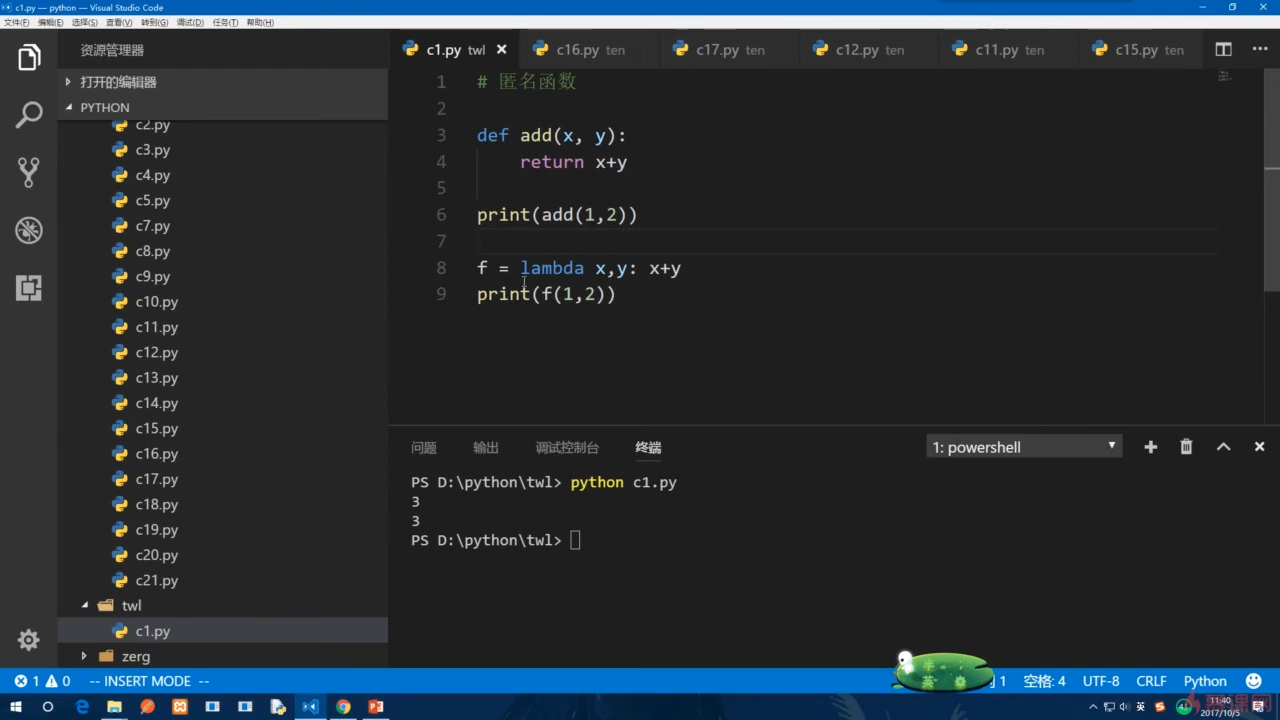 c1.py — python — Visual Studio Code
文件(F) 编辑(E) 选择(S) 查看(V) 转到(G) 调试(D) 任务(T) 帮助(H)
资源管理器
打开的编辑器
PYTHON
c2.py
c3.py
c4.py
c5.py
c7.py
c8.py
c9.py
c10.py
c11.py
c12.py
c13.py
c14.py
c15.py
c16.py
c17.py
c18.py
c19.py
c20.py
c21.py
twl
c1.py
zerg
c1.py twl c16.py ten c17.py ten c12.py ten c11.py ten c15.py ten
1 # 匿名函数
2
3 def add(x, y):
4 return x+y
5
6 print(add(1,2))
7
8 f = lambda x,y: x+y
9 print(f(1,2))
问题 输出 调试控制台 终端 1: powershell
PS D:\python\twl> python c1.py
3
3
PS D:\python\twl>
1 0 -- INSERT MODE -- 1 空格: 4 UTF-8 CRLF Python
半 英
英 11:40
2017/10/5
慕课网